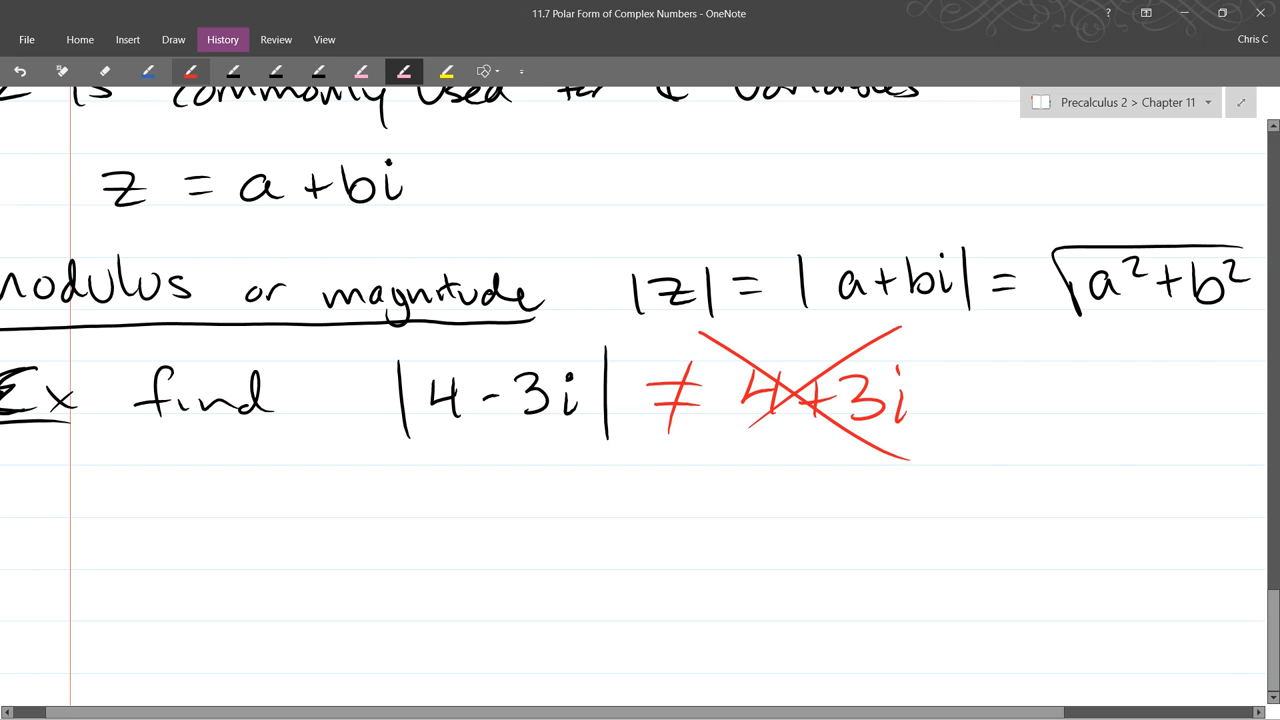 11.7 Polar Form of Complex Numbers - OneNote
?
File Home Insert Draw History Review View
Chris C
Precalculus 2 > Chapter 11
is commonly used for ℂ variables
z = a + bi
modulus or magnitude |z| = | a+bi| = √a²+b²
Ex find |4 - 3i| ≠ 4+3i